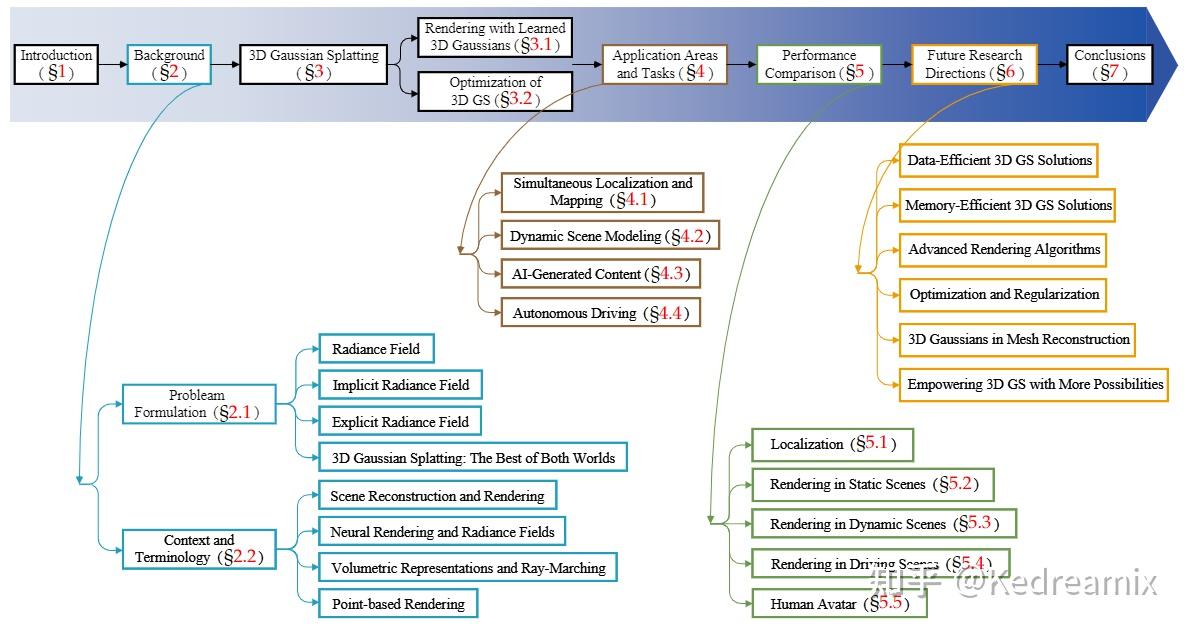 Introduction
(§1)
Background
(§2)
3D Gaussian Splatting
(§3)
Rendering with Learned
3D Gaussians (§3.1)
Optimization of
3D GS (§3.2)
Application Areas
and Tasks (§4)
Performance
Comparison (§5)
Future Research
Directions (§6)
Conclusions
(§7)
Probleam
Formulation (§2.1)
Radiance Field
Implicit Radiance Field
Explicit Radiance Field
3D Gaussian Splatting: The Best of Both Worlds
Context and
Terminology (§2.2)
Scene Reconstruction and Rendering
Neural Rendering and Radiance Fields
Volumetric Representations and Ray-Marching
Point-based Rendering
Simultaneous Localization and
Mapping (§4.1)
Dynamic Scene Modeling (§4.2)
AI-Generated Content (§4.3)
Autonomous Driving (§4.4)
Localization (§5.1)
Rendering in Static Scenes (§5.2)
Rendering in Dynamic Scenes (§5.3)
Rendering in Driving Scenes (§5.4)
Human Avatar (§5.5)
Data-Efficient 3D GS Solutions
Memory-Efficient 3D GS Solutions
Advanced Rendering Algorithms
Optimization and Regularization
3D Gaussians in Mesh Reconstruction
Empowering 3D GS with More Possibilities
知乎 @Kedreamix